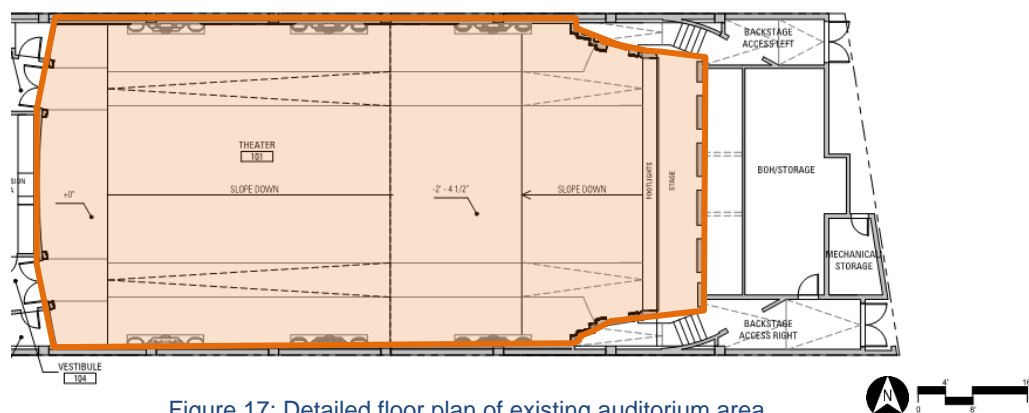 BACKSTAGE
ACCESS LEFT
THEATER
101
BOH/STORAGE
FOOTLIGHTS
STAGE
+0"
SLOPE DOWN
-2' - 4 1/2"
SLOPE DOWN
MECHANICAL
STORAGE
BACKSTAGE
ACCESS RIGHT
VESTIBULE
104
N
4'
16
0
8'
Figure 17: Detailed floor plan of existing auditorium area